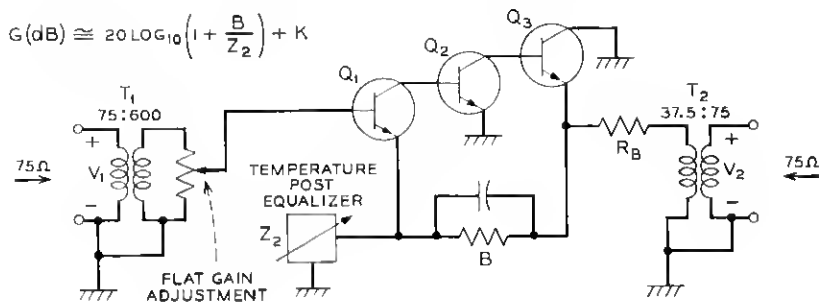 G(dB) ≅ 20 LOG₁₀(1 + B/Z₂) + K
Q₁
Q₂
Q₃
T₁
75:600
T₂
37.5:75
75Ω
+
V₁
−
TEMPERATURE
POST
EQUALIZER
Z₂
FLAT GAIN
ADJUSTMENT
B
R_B
+
V₂
−
75Ω